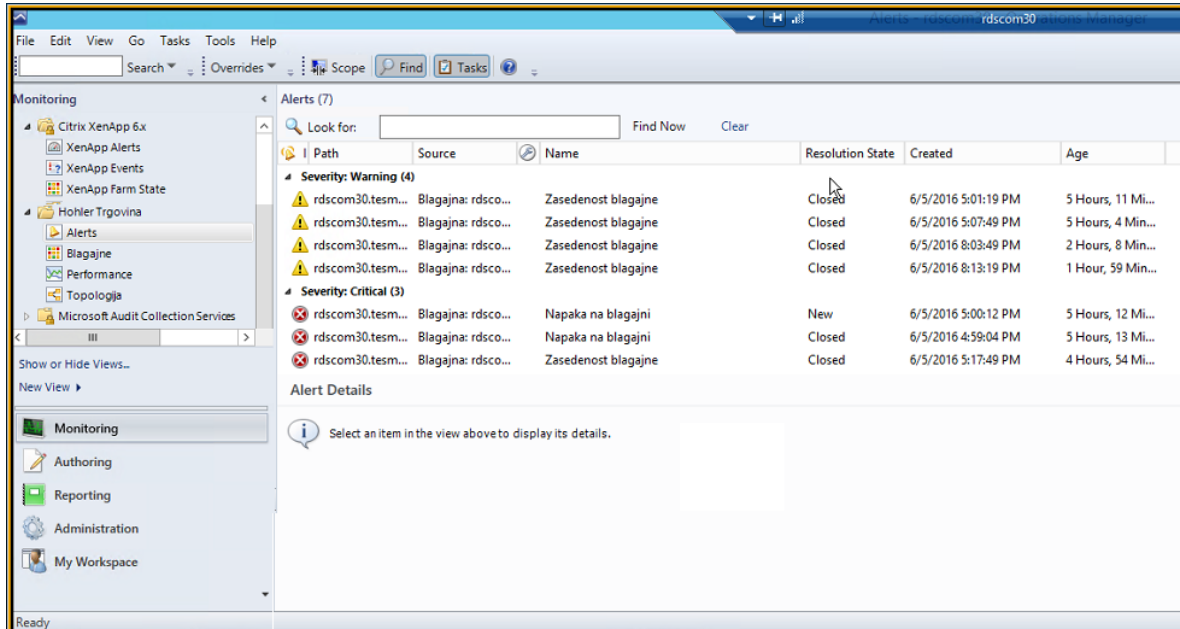 Alerts - rdscom30 - Operations Manager
rdscom30
File Edit View Go Tasks Tools Help
Search Overrides Scope Find Tasks
Monitoring
Citrix XenApp 6.x
XenApp Alerts
XenApp Events
XenApp Farm State
Hohler Trgovina
Alerts
Blagajne
Performance
Topologija
Microsoft Audit Collection Services
Show or Hide Views...
New View
Monitoring
Authoring
Reporting
Administration
My Workspace
Alerts (7)
Look for: Find Now Clear
I Path Source Name Resolution State Created Age
Severity: Warning (4)
rdscom30.tesm... Blagajna: rdsco... Zasedenost blagajne Closed 6/5/2016 5:01:19 PM 5 Hours, 11 Mi...
rdscom30.tesm... Blagajna: rdsco... Zasedenost blagajne Closed 6/5/2016 5:07:49 PM 5 Hours, 4 Min...
rdscom30.tesm... Blagajna: rdsco... Zasedenost blagajne Closed 6/5/2016 8:03:49 PM 2 Hours, 8 Min...
rdscom30.tesm... Blagajna: rdsco... Zasedenost blagajne Closed 6/5/2016 8:13:19 PM 1 Hour, 59 Min...
Severity: Critical (3)
rdscom30.tesm... Blagajna: rdsco... Napaka na blagajni New 6/5/2016 5:00:12 PM 5 Hours, 12 Mi...
rdscom30.tesm... Blagajna: rdsco... Napaka na blagajni Closed 6/5/2016 4:59:04 PM 5 Hours, 13 Mi...
rdscom30.tesm... Blagajna: rdsco... Zasedenost blagajne Closed 6/5/2016 5:17:49 PM 4 Hours, 54 Mi...
Alert Details
Select an item in the view above to display its details.
Ready